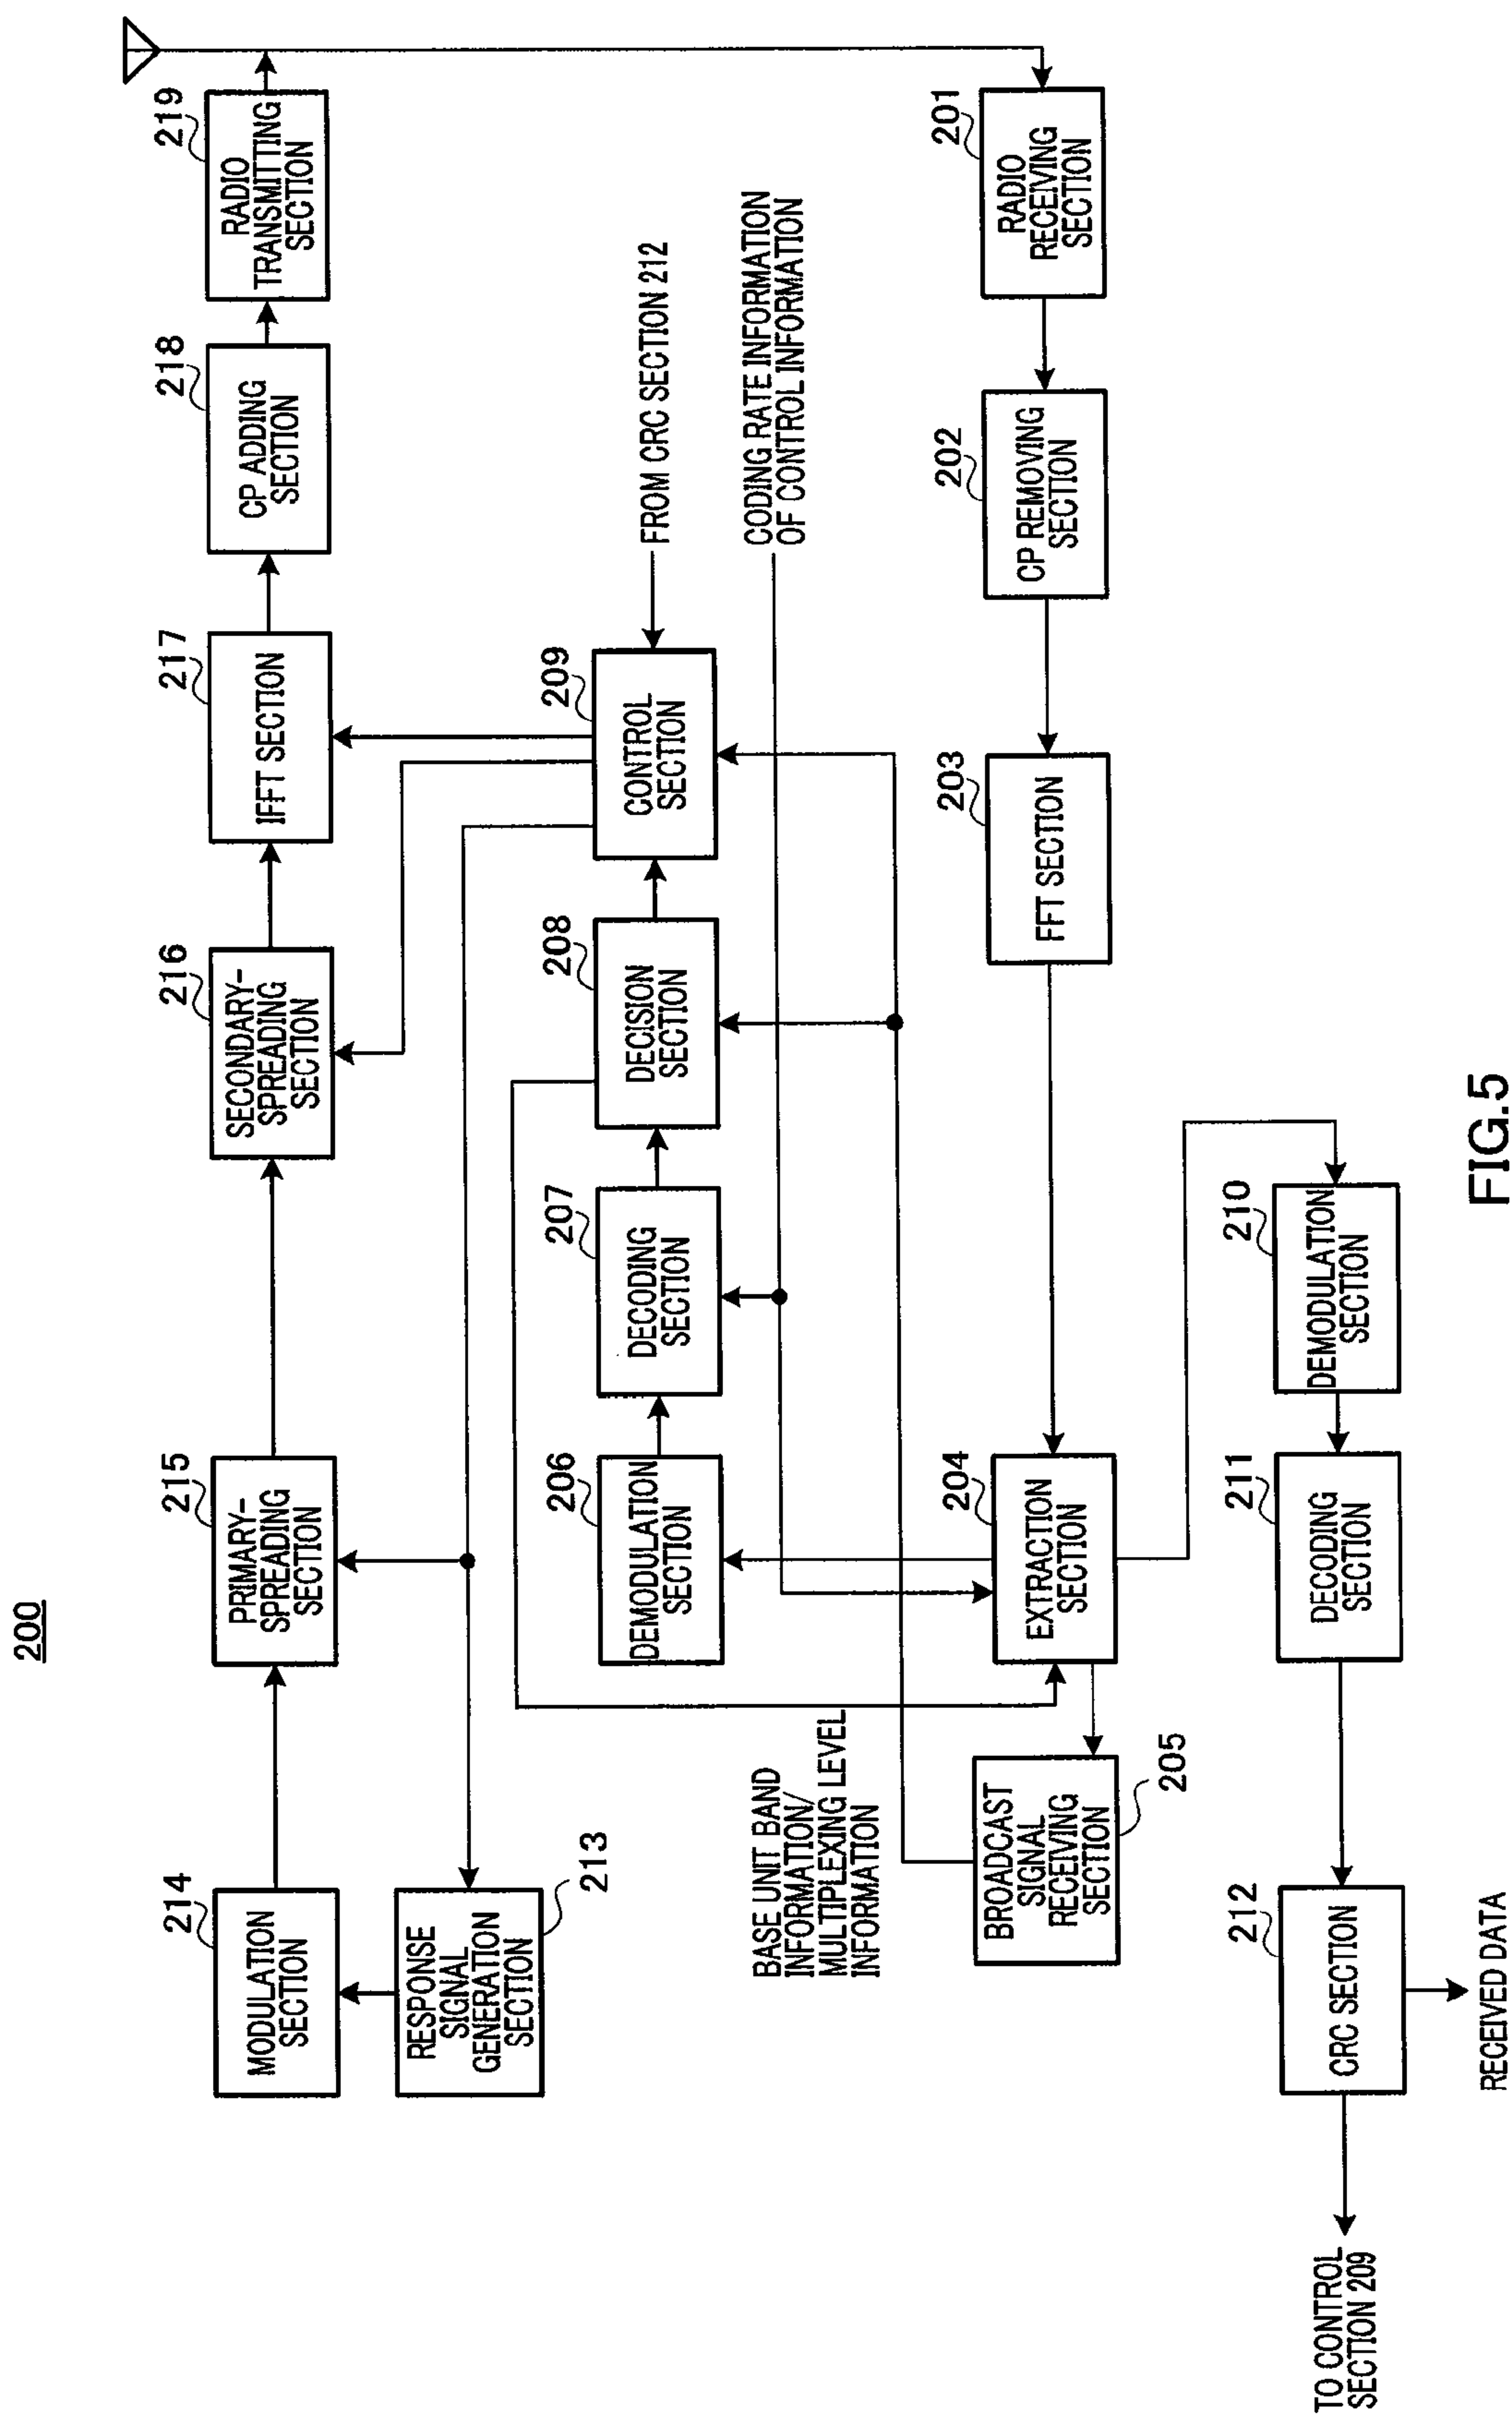 200
214
MODULATION
SECTION
215
PRIMARY-
SPREADING
SECTION
216
SECONDARY-
SPREADING
SECTION
217
IFFT SECTION
218
CP ADDING
SECTION
219
RADIO
TRANSMITTING
SECTION
RESPONSE
SIGNAL
GENERATION
SECTION
213
206
DEMODULATION
SECTION
207
DECODING
SECTION
208
DECISION
SECTION
209
CONTROL
SECTION
FROM CRC SECTION 212
CODING RATE INFORMATION
OF CONTROL INFORMATION
BASE UNIT BAND
INFORMATION/
MULTIPLEXING LEVEL
INFORMATION
BROADCAST
SIGNAL
RECEIVING
SECTION
205
204
EXTRACTION
SECTION
203
FFT SECTION
202
CP REMOVING
SECTION
201
RADIO
RECEIVING
SECTION
TO CONTROL
SECTION 209
212
CRC SECTION
211
DECODING
SECTION
210
DEMODULATION
SECTION
RECEIVED DATA
FIG.5